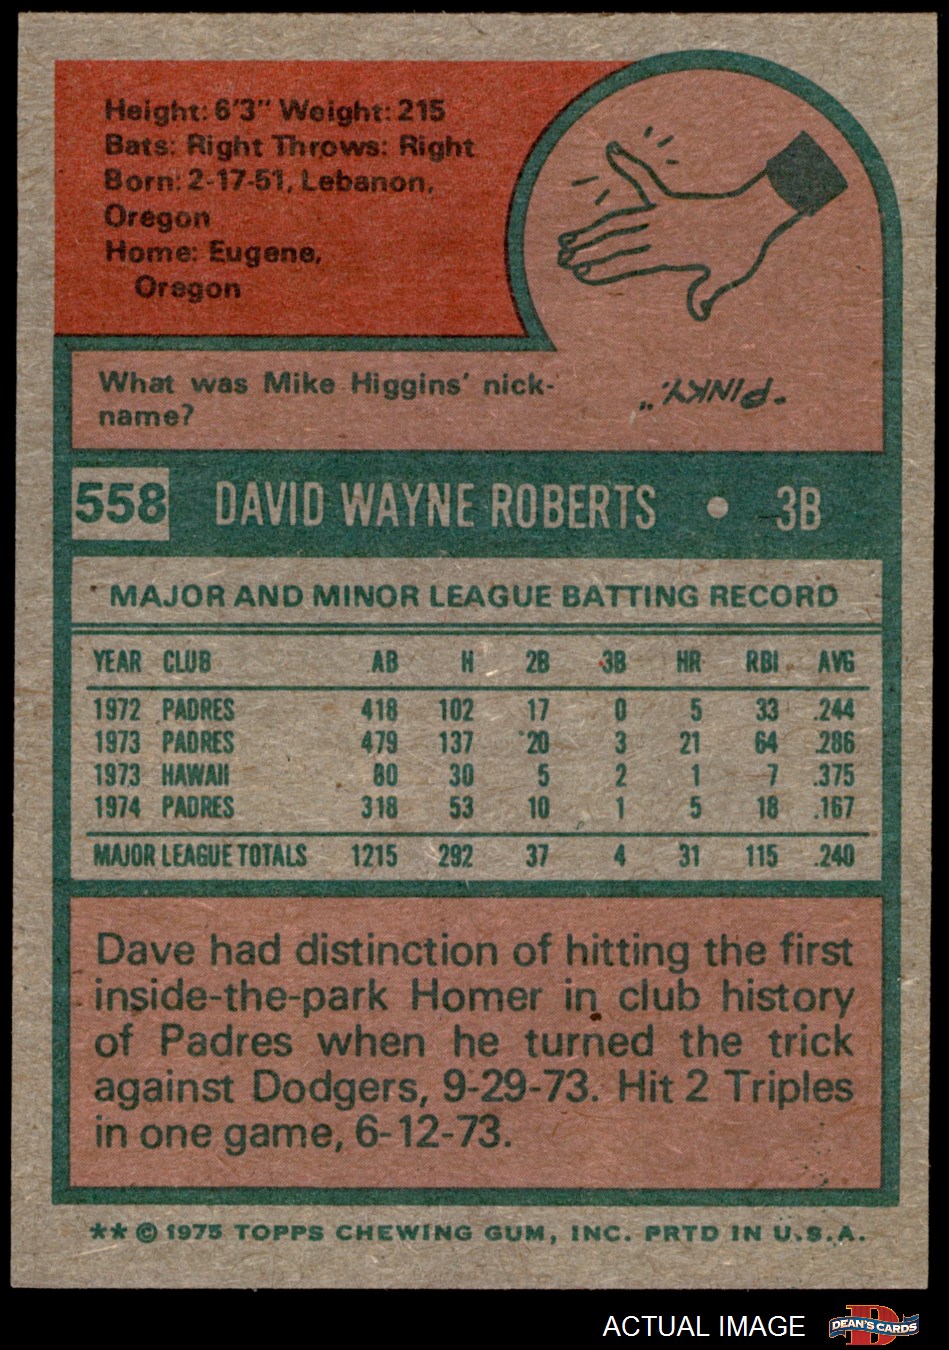 Height: 6'3" Weight: 215
Bats: Right Throws: Right
Born: 2-17-51, Lebanon,
Oregon
Home: Eugene,
Oregon
What was Mike Higgins' nick-
name?
"PINKY."
558 DAVID WAYNE ROBERTS • 3B
MAJOR AND MINOR LEAGUE BATTING RECORD
YEAR CLUB AB H 2B 3B HR RBI AVG
1972 PADRES 418 102 17 0 5 33 .244
1973 PADRES 479 137 20 3 21 64 .286
1973 HAWAII 80 30 5 2 1 7 .375
1974 PADRES 318 53 10 1 5 18 .167
MAJOR LEAGUE TOTALS 1215 292 37 4 31 115 .240
Dave had distinction of hitting the first
inside-the-park Homer in club history
of Padres when he turned the trick
against Dodgers, 9-29-73. Hit 2 Triples
in one game, 6-12-73.
** © 1975 TOPPS CHEWING GUM, INC. PRTD IN U.S.A.
ACTUAL IMAGE
D
DEAN'S CARDS